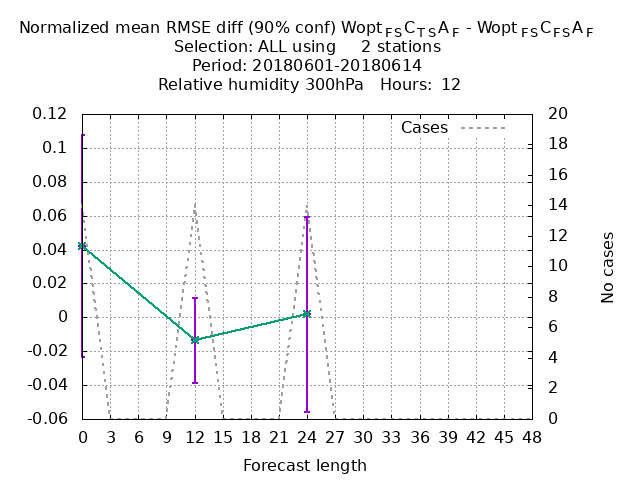 Normalized mean RMSE diff (90% conf) Wopt FS C TS A F - Wopt FS C FS A F
Selection: ALL using 2 stations
Period: 20180601-20180614
Relative humidity 300hPa Hours: 12
Cases
0.12
0.1
0.08
0.06
0.04
0.02
0
-0.02
-0.04
-0.06
20
18
16
14
12
10
8
6
4
2
0
No cases
0 3 6 9 12 15 18 21 24 27 30 33 36 39 42 45 48
Forecast length